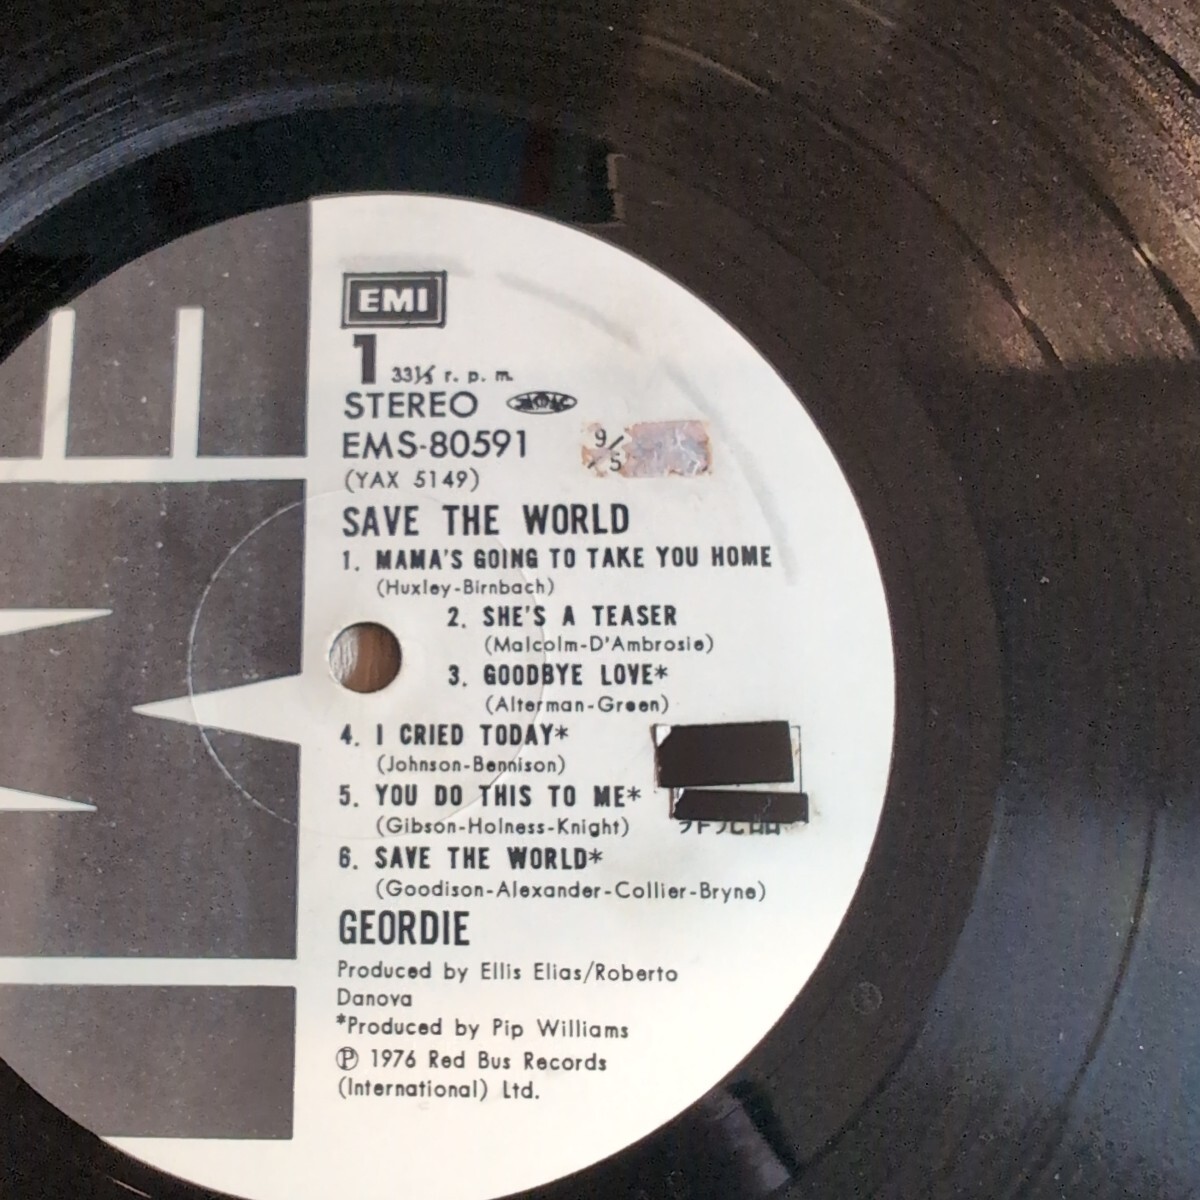 EMI
1 33⅓ r. p. m.
STEREO
EMS-80591
9/5
(YAX 5149)
SAVE THE WORLD
1. MAMA'S GOING TO TAKE YOU HOME
(Huxley-Birnbach)
2. SHE'S A TEASER
(Malcolm-D'Ambrosie)
3. GOODBYE LOVE*
(Alterman-Green)
4. I CRIED TODAY*
(Johnson-Bennison)
5. YOU DO THIS TO ME*
(Gibson-Holness-Knight)
6. SAVE THE WORLD*
(Goodison-Alexander-Collier-Bryne)
GEORDIE
Produced by Ellis Elias/Roberto
Danova
*Produced by Pip Williams
Ⓟ 1976 Red Bus Records
(International) Ltd.